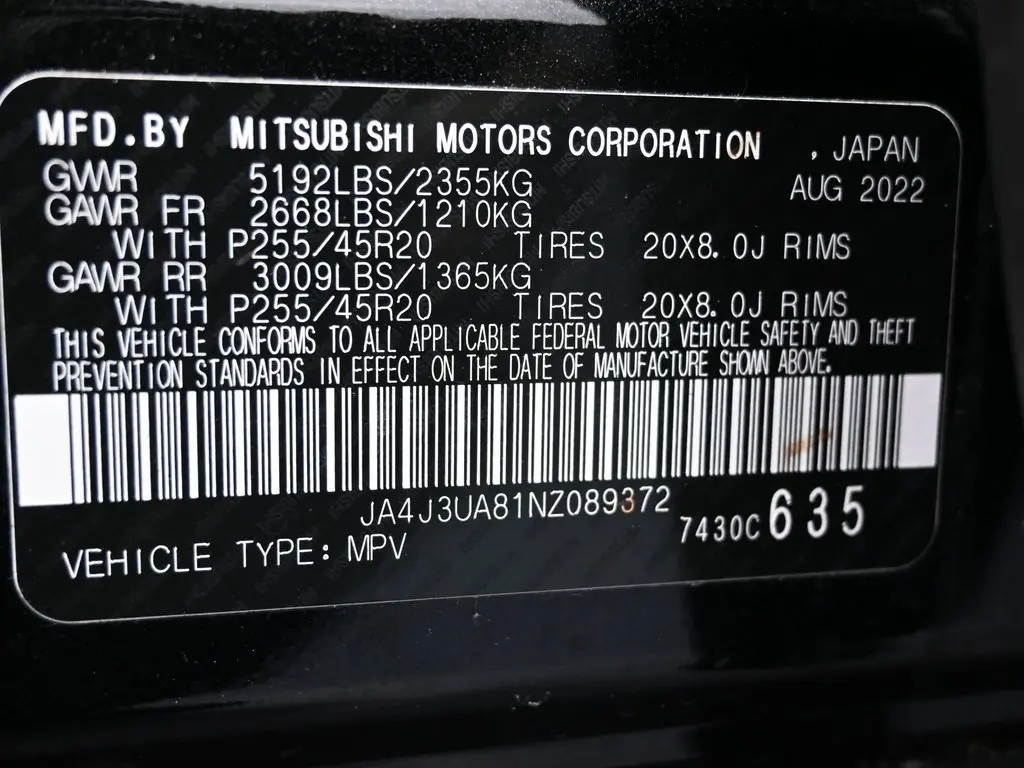 MFD.BY MITSUBISHI MOTORS CORPORATION , JAPAN
GVWR 5192LBS/2355KG AUG 2022
GAWR FR 2668LBS/1210KG
WITH P255/45R20 TIRES 20X8.0J RIMS
GAWR RR 3009LBS/1365KG
WITH P255/45R20 TIRES 20X8.0J RIMS
THIS VEHICLE CONFORMS TO ALL APPLICABLE FEDERAL MOTOR VEHICLE SAFETY AND THEFT
PREVENTION STANDARDS IN EFFECT ON THE DATE OF MANUFACTURE SHOWN ABOVE.
JA4J3UA81NZ089372
7430C 635
VEHICLE TYPE: MPV